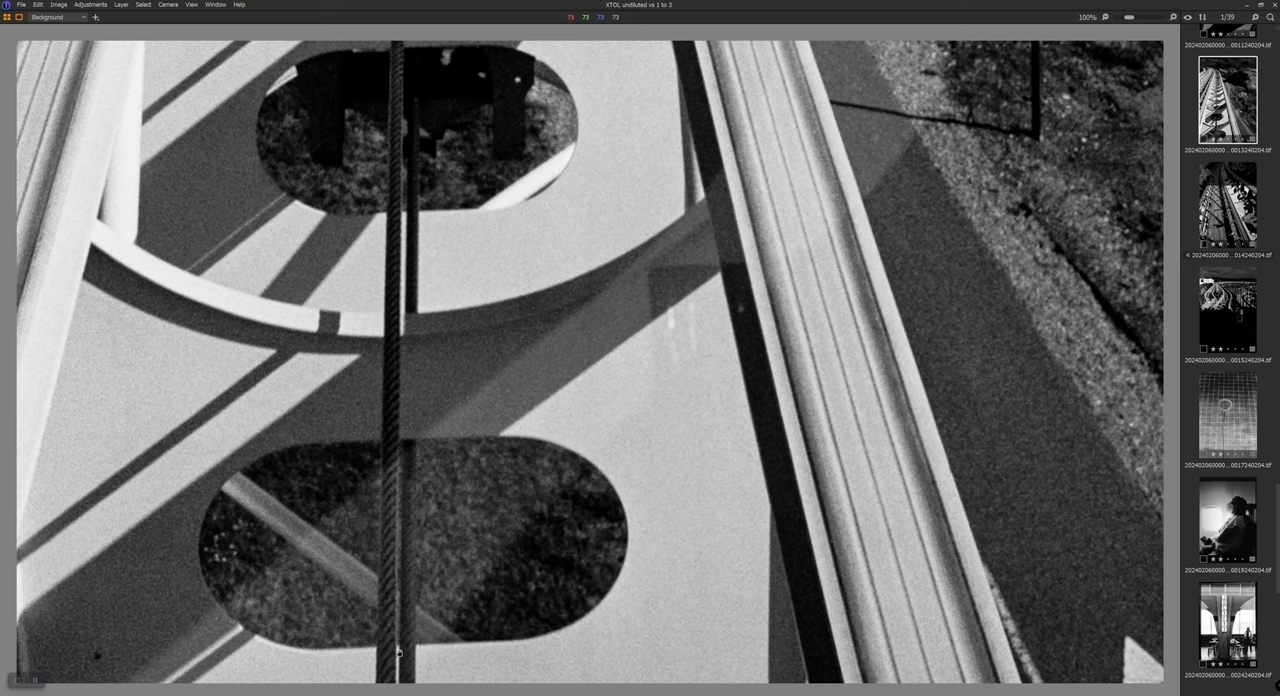 File Edit Image Adjustments Layer Select Camera View Window Help
XTOL undiluted vs 1 to 3
Background
73 73 73 73
100%
1/39
202402060000...0011240204.tif
202402060000...0013240204.tif
202402060000...014240204.tif
202402060000...0015240204.tif
202402060000...0017240204.tif
202402060000...0019240204.tif
202402060000...0024240204.tif